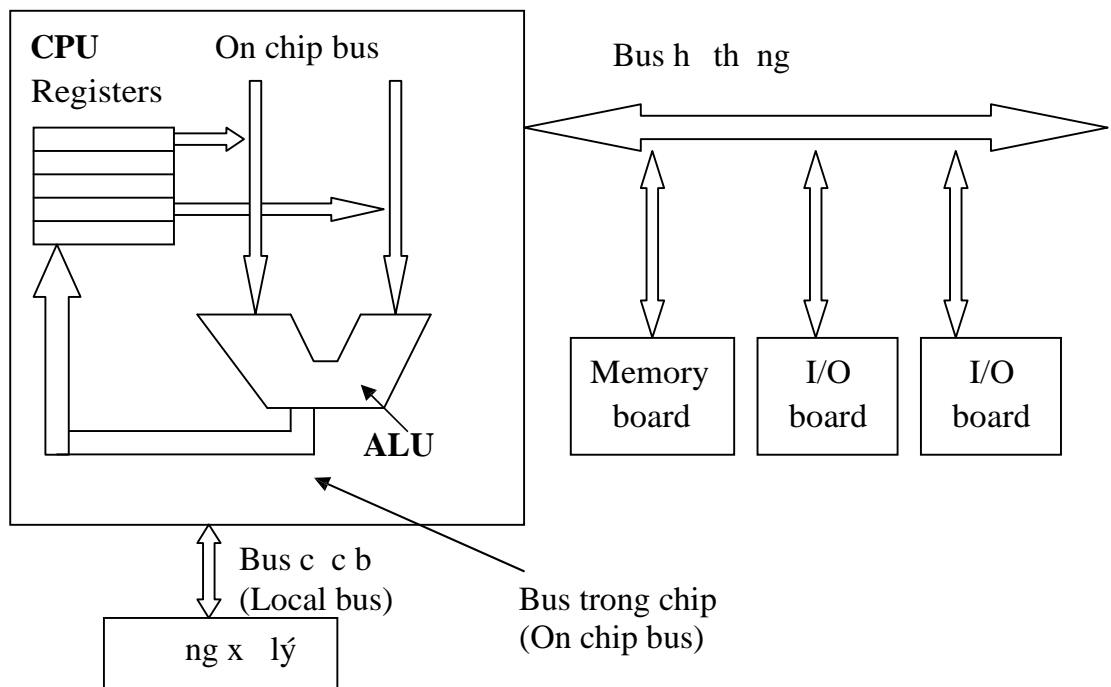 CPU
Registers
On chip bus
Bus h th ng
Memory
board
I/O
board
I/O
board
ALU
Bus c c b
(Local bus)
Bus trong chip
(On chip bus)
ng x lý